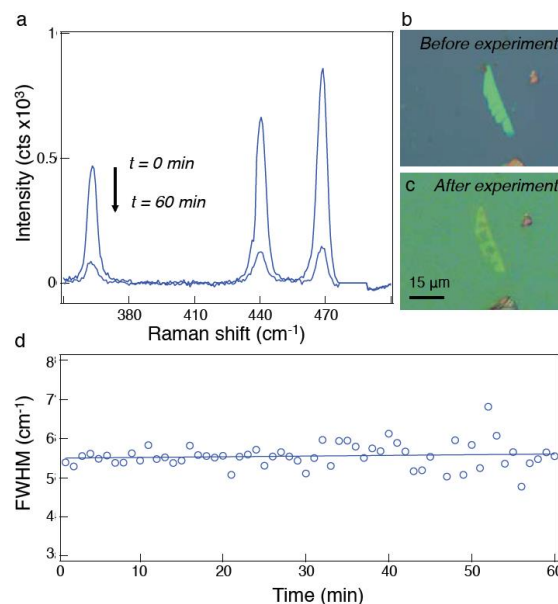 a
Intensity (cts x10³)
1
0.5
0
t = 0 min
t = 60 min
380
410
440
470
Raman shift (cm⁻¹)
b
Before experiment
c
After experiment
15 µm
d
FWHM (cm⁻¹)
8
7
6
5
4
3
0
10
20
30
40
50
60
Time (min)